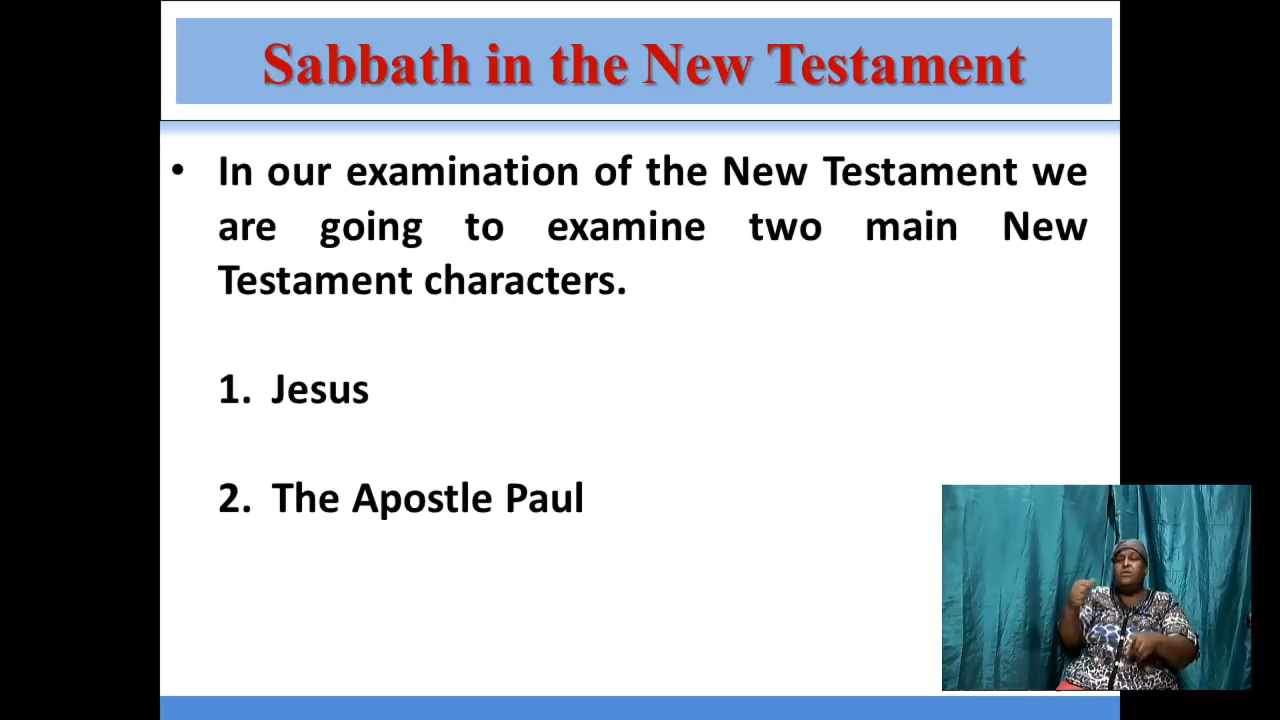 Sabbath in the New Testament
• In our examination of the New Testament we
are going to examine two main New
Testament characters.
1. Jesus
2. The Apostle Paul